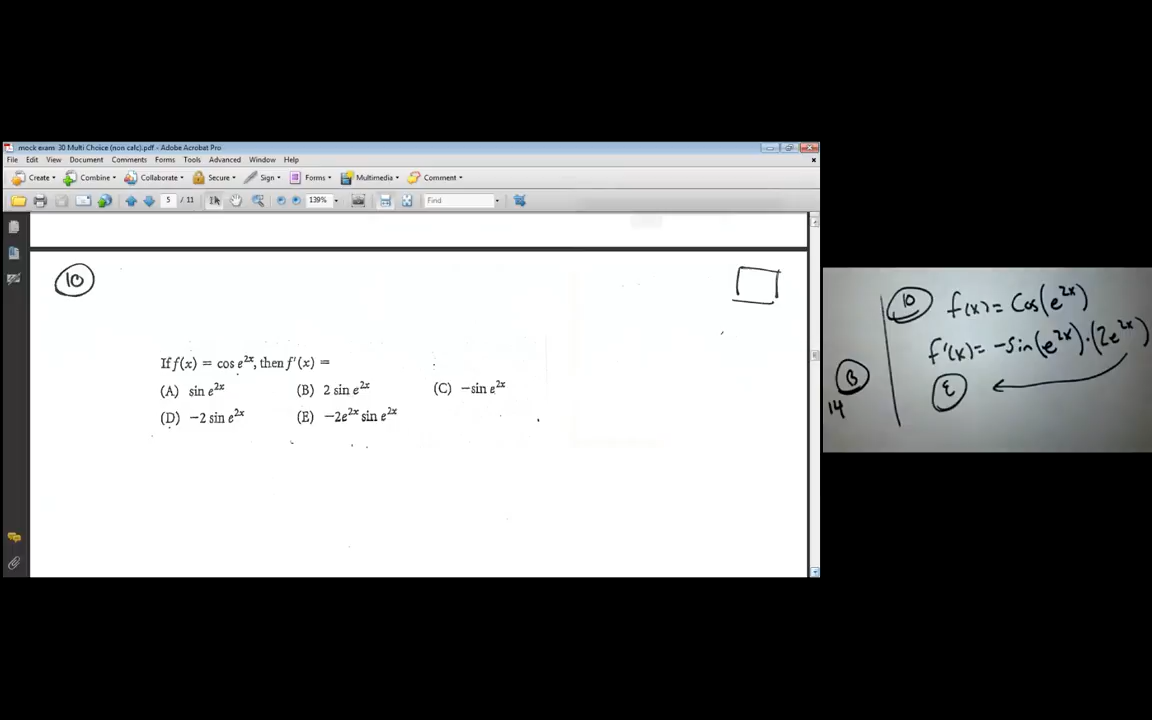 mock exam 30 Multi Choice (non calc).pdf - Adobe Acrobat Pro
File Edit View Document Comments Forms Tools Advanced Window Help
Create Combine Collaborate Secure Sign Forms Multimedia Comment
5 / 11 139% Find
10
If f(x) = cos e^{2x}, then f'(x) =
(A) sin e^{2x} (B) 2 sin e^{2x} (C) -sin e^{2x}
(D) -2 sin e^{2x} (E) -2e^{2x} sin e^{2x}
10 f(x) = Cos(e^{2x})
f'(x) = -sin(e^{2x})·(2e^{2x})
B
E
14